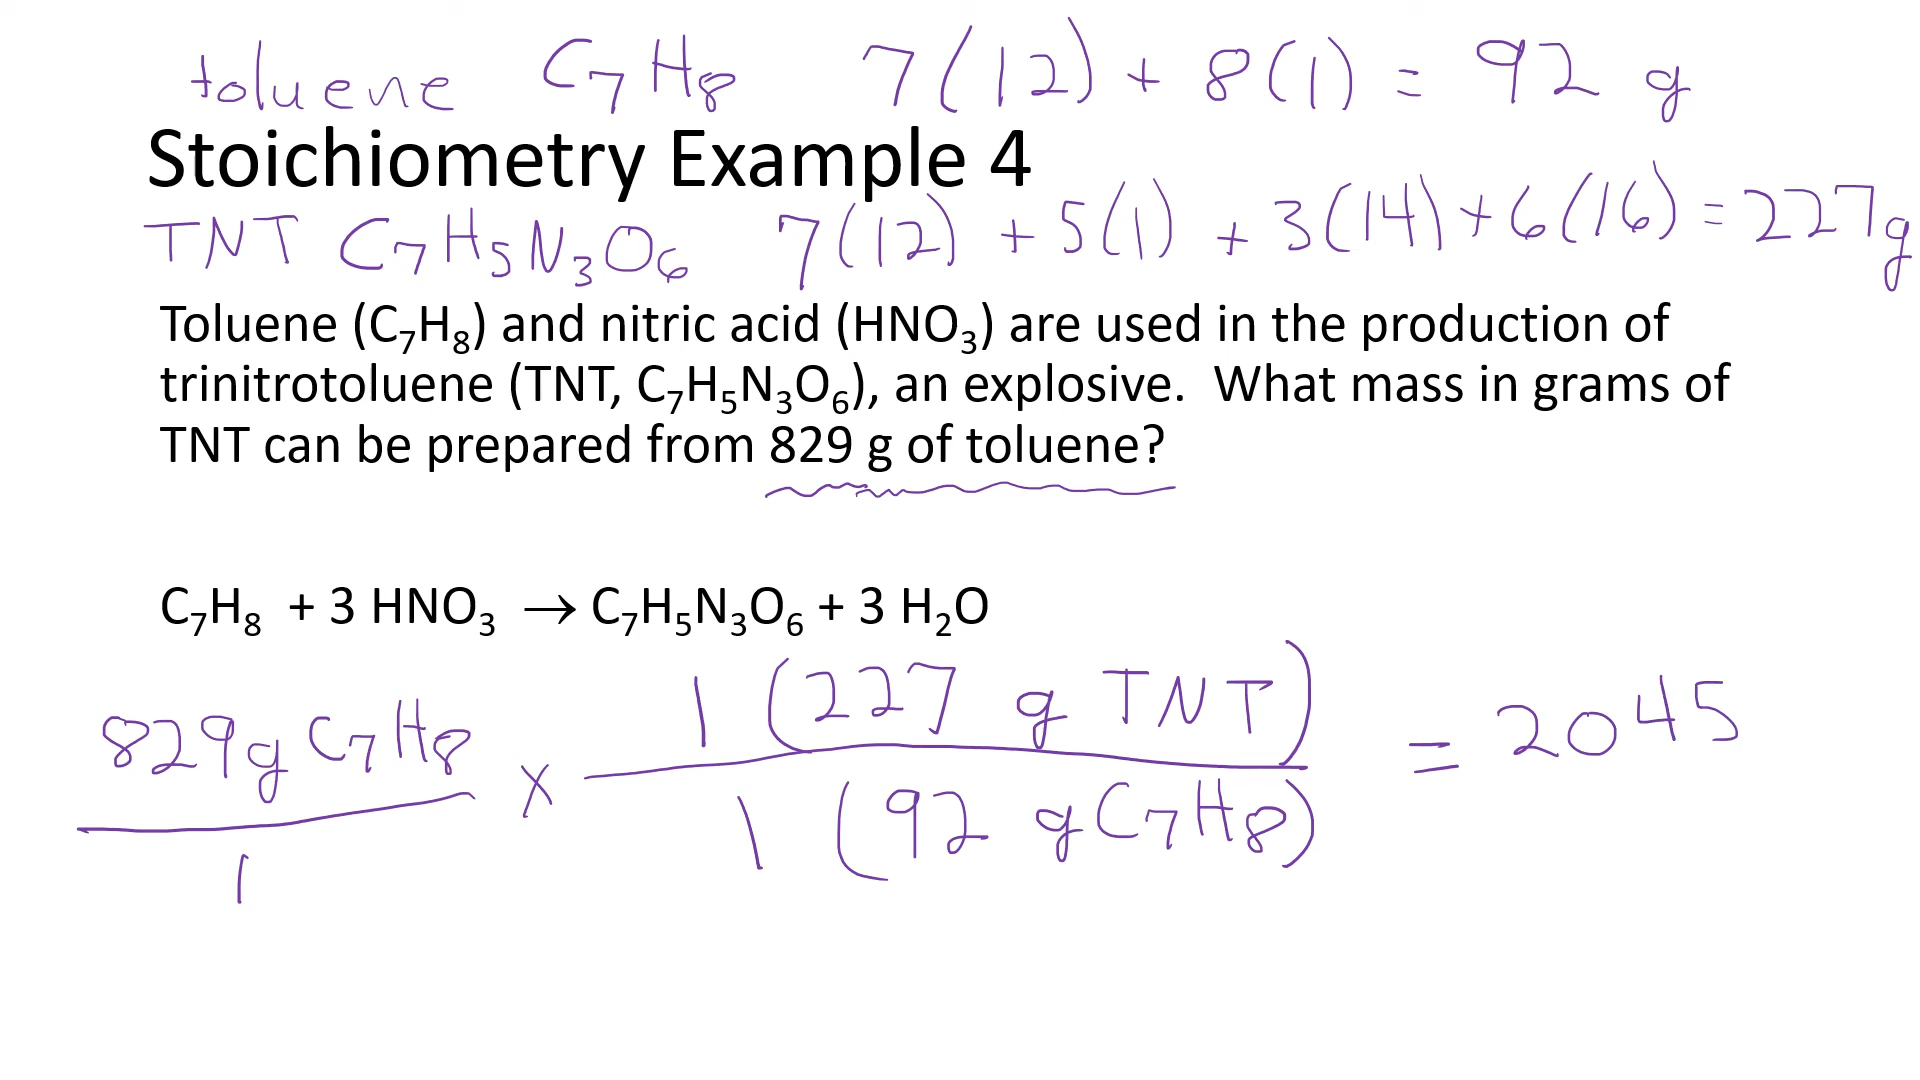 toluene C₇H₈ 7(12) + 8(1) = 92 g
Stoichiometry Example 4
TNT C₇H₅N₃O₆ 7(12) + 5(1) + 3(14) + 6(16) = 227g
Toluene (C₇H₈) and nitric acid (HNO₃) are used in the production of
trinitrotoluene (TNT, C₇H₅N₃O₆), an explosive. What mass in grams of
TNT can be prepared from 829 g of toluene?
C₇H₈ + 3 HNO₃ → C₇H₅N₃O₆ + 3 H₂O
829g C₇H₈ x 1 (227 g TNT) = 2045
1 1 (92 g C₇H₈)